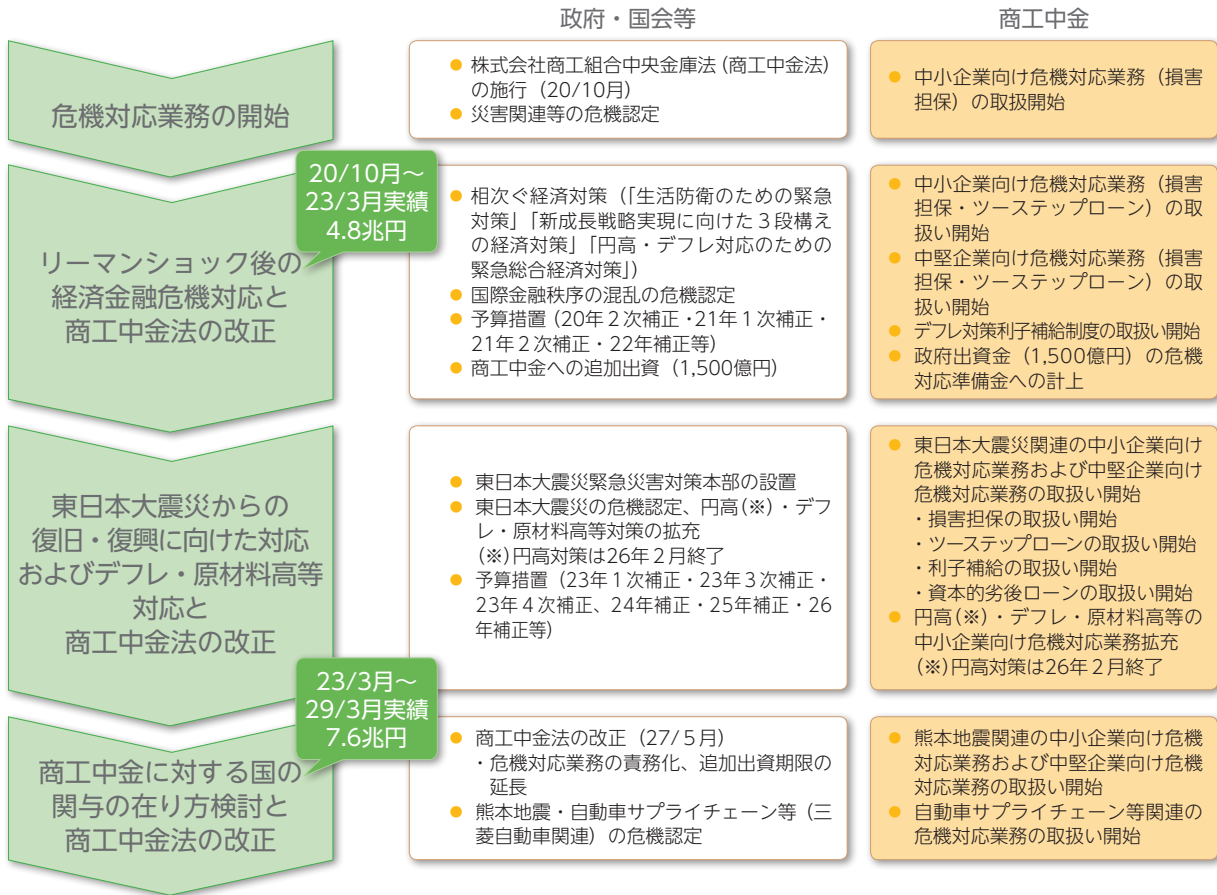 政府・国会等
商工中金
危機対応業務の開始
● 株式会社商工組合中央金庫法(商工中金法)
の施行（20/10月）
● 災害関連等の危機認定
● 中小企業向け危機対応業務（損害
担保）の取扱開始
20/10月～
23/3月実績
4.8兆円
リーマンショック後の
経済金融危機対応と
商工中金法の改正
● 相次ぐ経済対策（「生活防衛のための緊急
対策」「新成長戦略実現に向けた３段構え
の経済対策」「円高・デフレ対応のための
緊急総合経済対策」）
● 国際金融秩序の混乱の危機認定
● 予算措置（20年２次補正・21年１次補正・
21年２次補正・22年補正等）
● 商工中金への追加出資（1,500億円）
● 中小企業向け危機対応業務（損害
担保・ツーステップローン）の取
扱い開始
● 中堅企業向け危機対応業務（損害
担保・ツーステップローン）の取
扱い開始
● デフレ対策利子補給制度の取扱い開始
● 政府出資金（1,500億円）の危機
対応準備金への計上
東日本大震災からの
復旧・復興に向けた対応
およびデフレ・原材料高等
対応と
商工中金法の改正
● 東日本大震災緊急災害対策本部の設置
● 東日本大震災の危機認定、円高(※)・デフ
レ・原材料高等対策の拡充
(※)円高対策は26年２月終了
● 予算措置（23年１次補正・23年３次補正・
23年４次補正、24年補正・25年補正・26
年補正等）
● 東日本大震災関連の中小企業向け
危機対応業務および中堅企業向け
危機対応業務の取扱い開始
・損害担保の取扱い開始
・ツーステップローンの取扱い開始
・利子補給の取扱い開始
・資本的劣後ローンの取扱い開始
● 円高(※)・デフレ・原材料高等の
中小企業向け危機対応業務拡充
(※)円高対策は26年２月終了
23/3月～
29/3月実績
7.6兆円
商工中金に対する国の
関与の在り方検討と
商工中金法の改正
● 商工中金法の改正（27/５月）
・危機対応業務の責務化、追加出資期限の
延長
● 熊本地震・自動車サプライチェーン等（三
菱自動車関連）の危機認定
● 熊本地震関連の中小企業向け危機
対応業務および中堅企業向け危機
対応業務の取扱い開始
● 自動車サプライチェーン等関連の
危機対応業務の取扱い開始